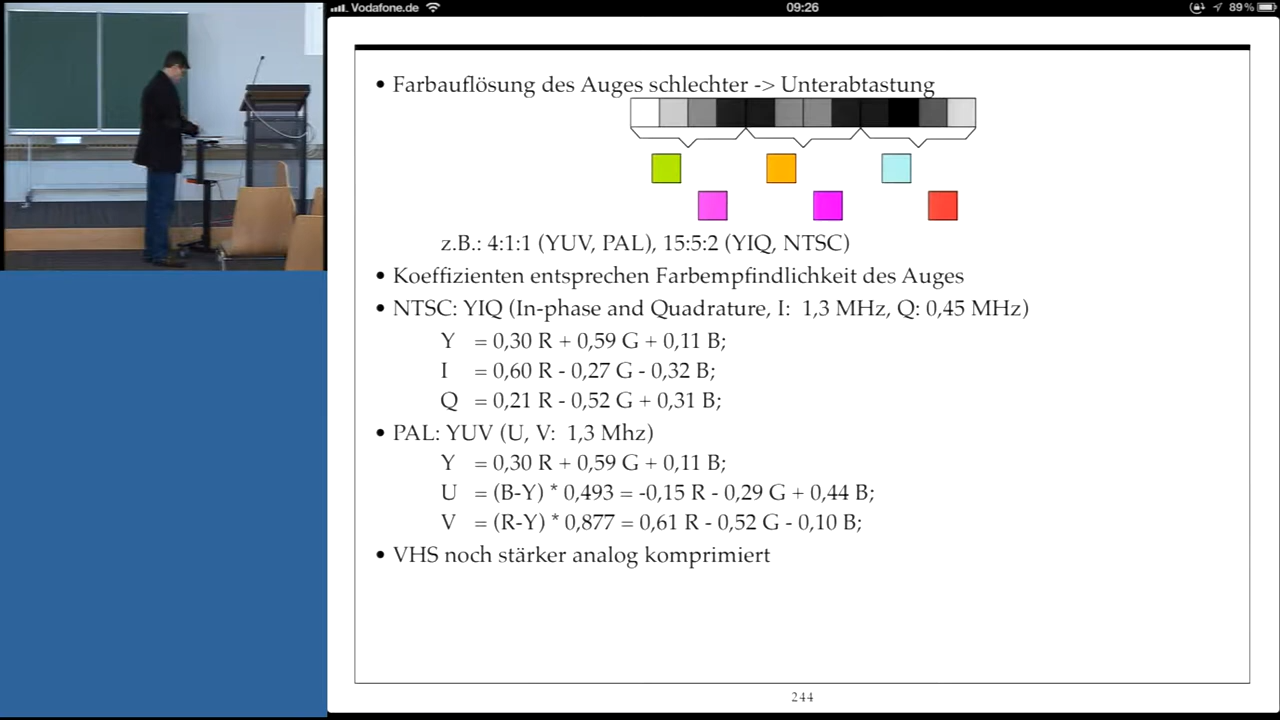 Vodafone.de 09:26 89%
• Farbauflösung des Auges schlechter -> Unterabtastung
z.B.: 4:1:1 (YUV, PAL), 15:5:2 (YIQ, NTSC)
• Koeffizienten entsprechen Farbempfindlichkeit des Auges
• NTSC: YIQ (In-phase and Quadrature, I: 1,3 MHz, Q: 0,45 MHz)
Y = 0,30 R + 0,59 G + 0,11 B;
I = 0,60 R - 0,27 G - 0,32 B;
Q = 0,21 R - 0,52 G + 0,31 B;
• PAL: YUV (U, V: 1,3 Mhz)
Y = 0,30 R + 0,59 G + 0,11 B;
U = (B-Y) * 0,493 = -0,15 R - 0,29 G + 0,44 B;
V = (R-Y) * 0,877 = 0,61 R - 0,52 G - 0,10 B;
• VHS noch stärker analog komprimiert
244